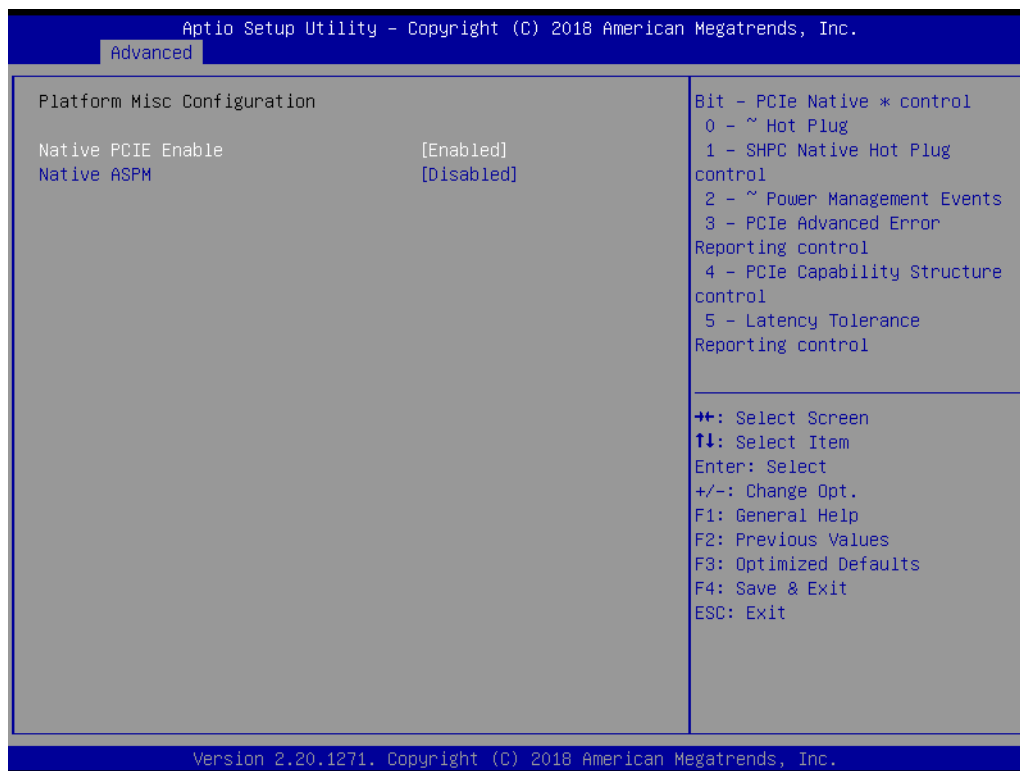 Aptio Setup Utility – Copyright (C) 2018 American Megatrends, Inc.
Advanced
Platform Misc Configuration
Native PCIE Enable [Enabled]
Native ASPM [Disabled]
Bit – PCIe Native * control
0 – ~ Hot Plug
1 – SHPC Native Hot Plug
control
2 – ~ Power Management Events
3 – PCIe Advanced Error
Reporting control
4 – PCIe Capability Structure
control
5 – Latency Tolerance
Reporting control
→←: Select Screen
↑↓: Select Item
Enter: Select
+/-: Change Opt.
F1: General Help
F2: Previous Values
F3: Optimized Defaults
F4: Save & Exit
ESC: Exit
Version 2.20.1271. Copyright (C) 2018 American Megatrends, Inc.